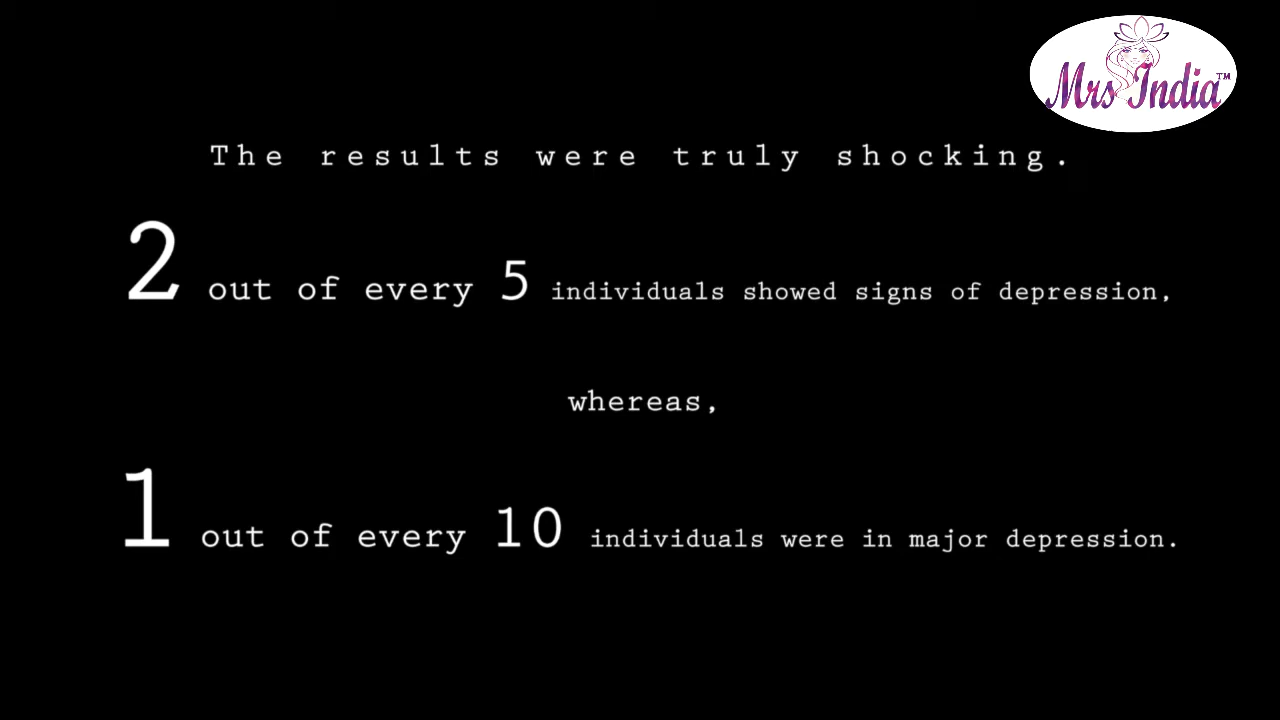 Mrs India™
The results were truly shocking.
2 out of every 5 individuals showed signs of depression,
whereas,
1 out of every 10 individuals were in major depression.